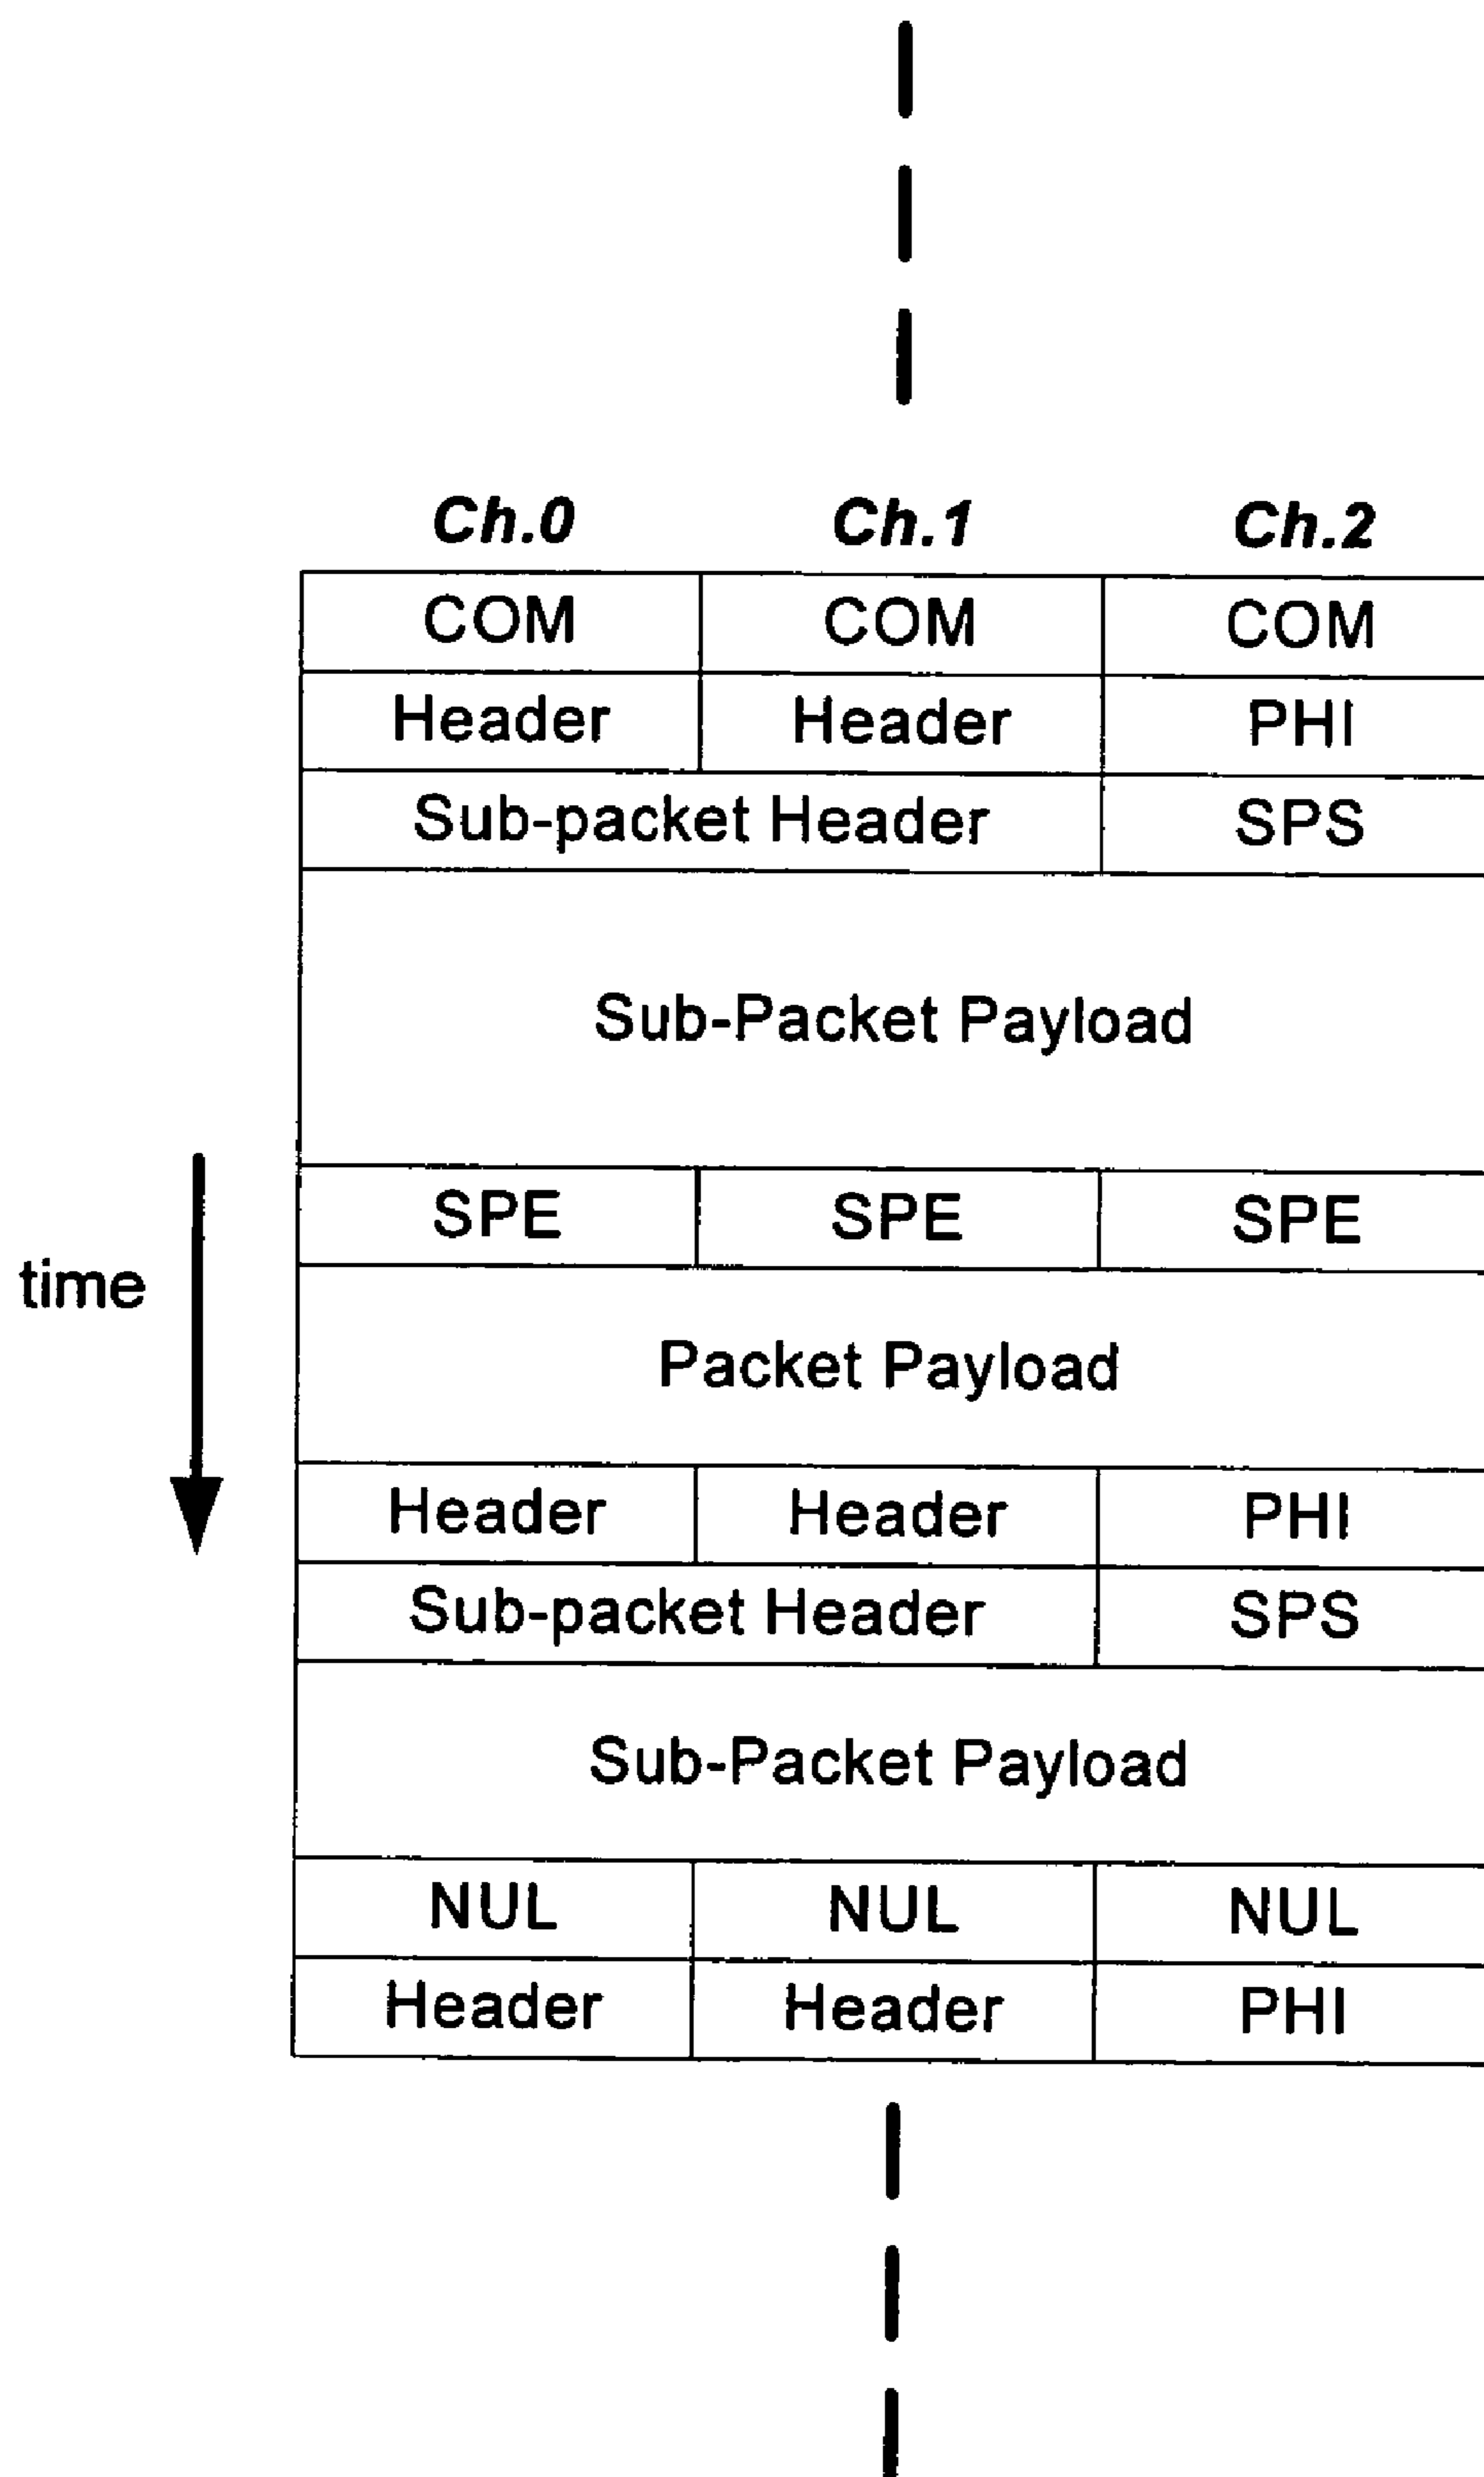 Ch.0 Ch.1 Ch.2
COM COM COM
Header Header PHI
Sub-packet Header SPS
Sub-Packet Payload
SPE SPE SPE
time
Packet Payload
Header Header PHI
Sub-packet Header SPS
Sub-Packet Payload
NUL NUL NUL
Header Header PHI